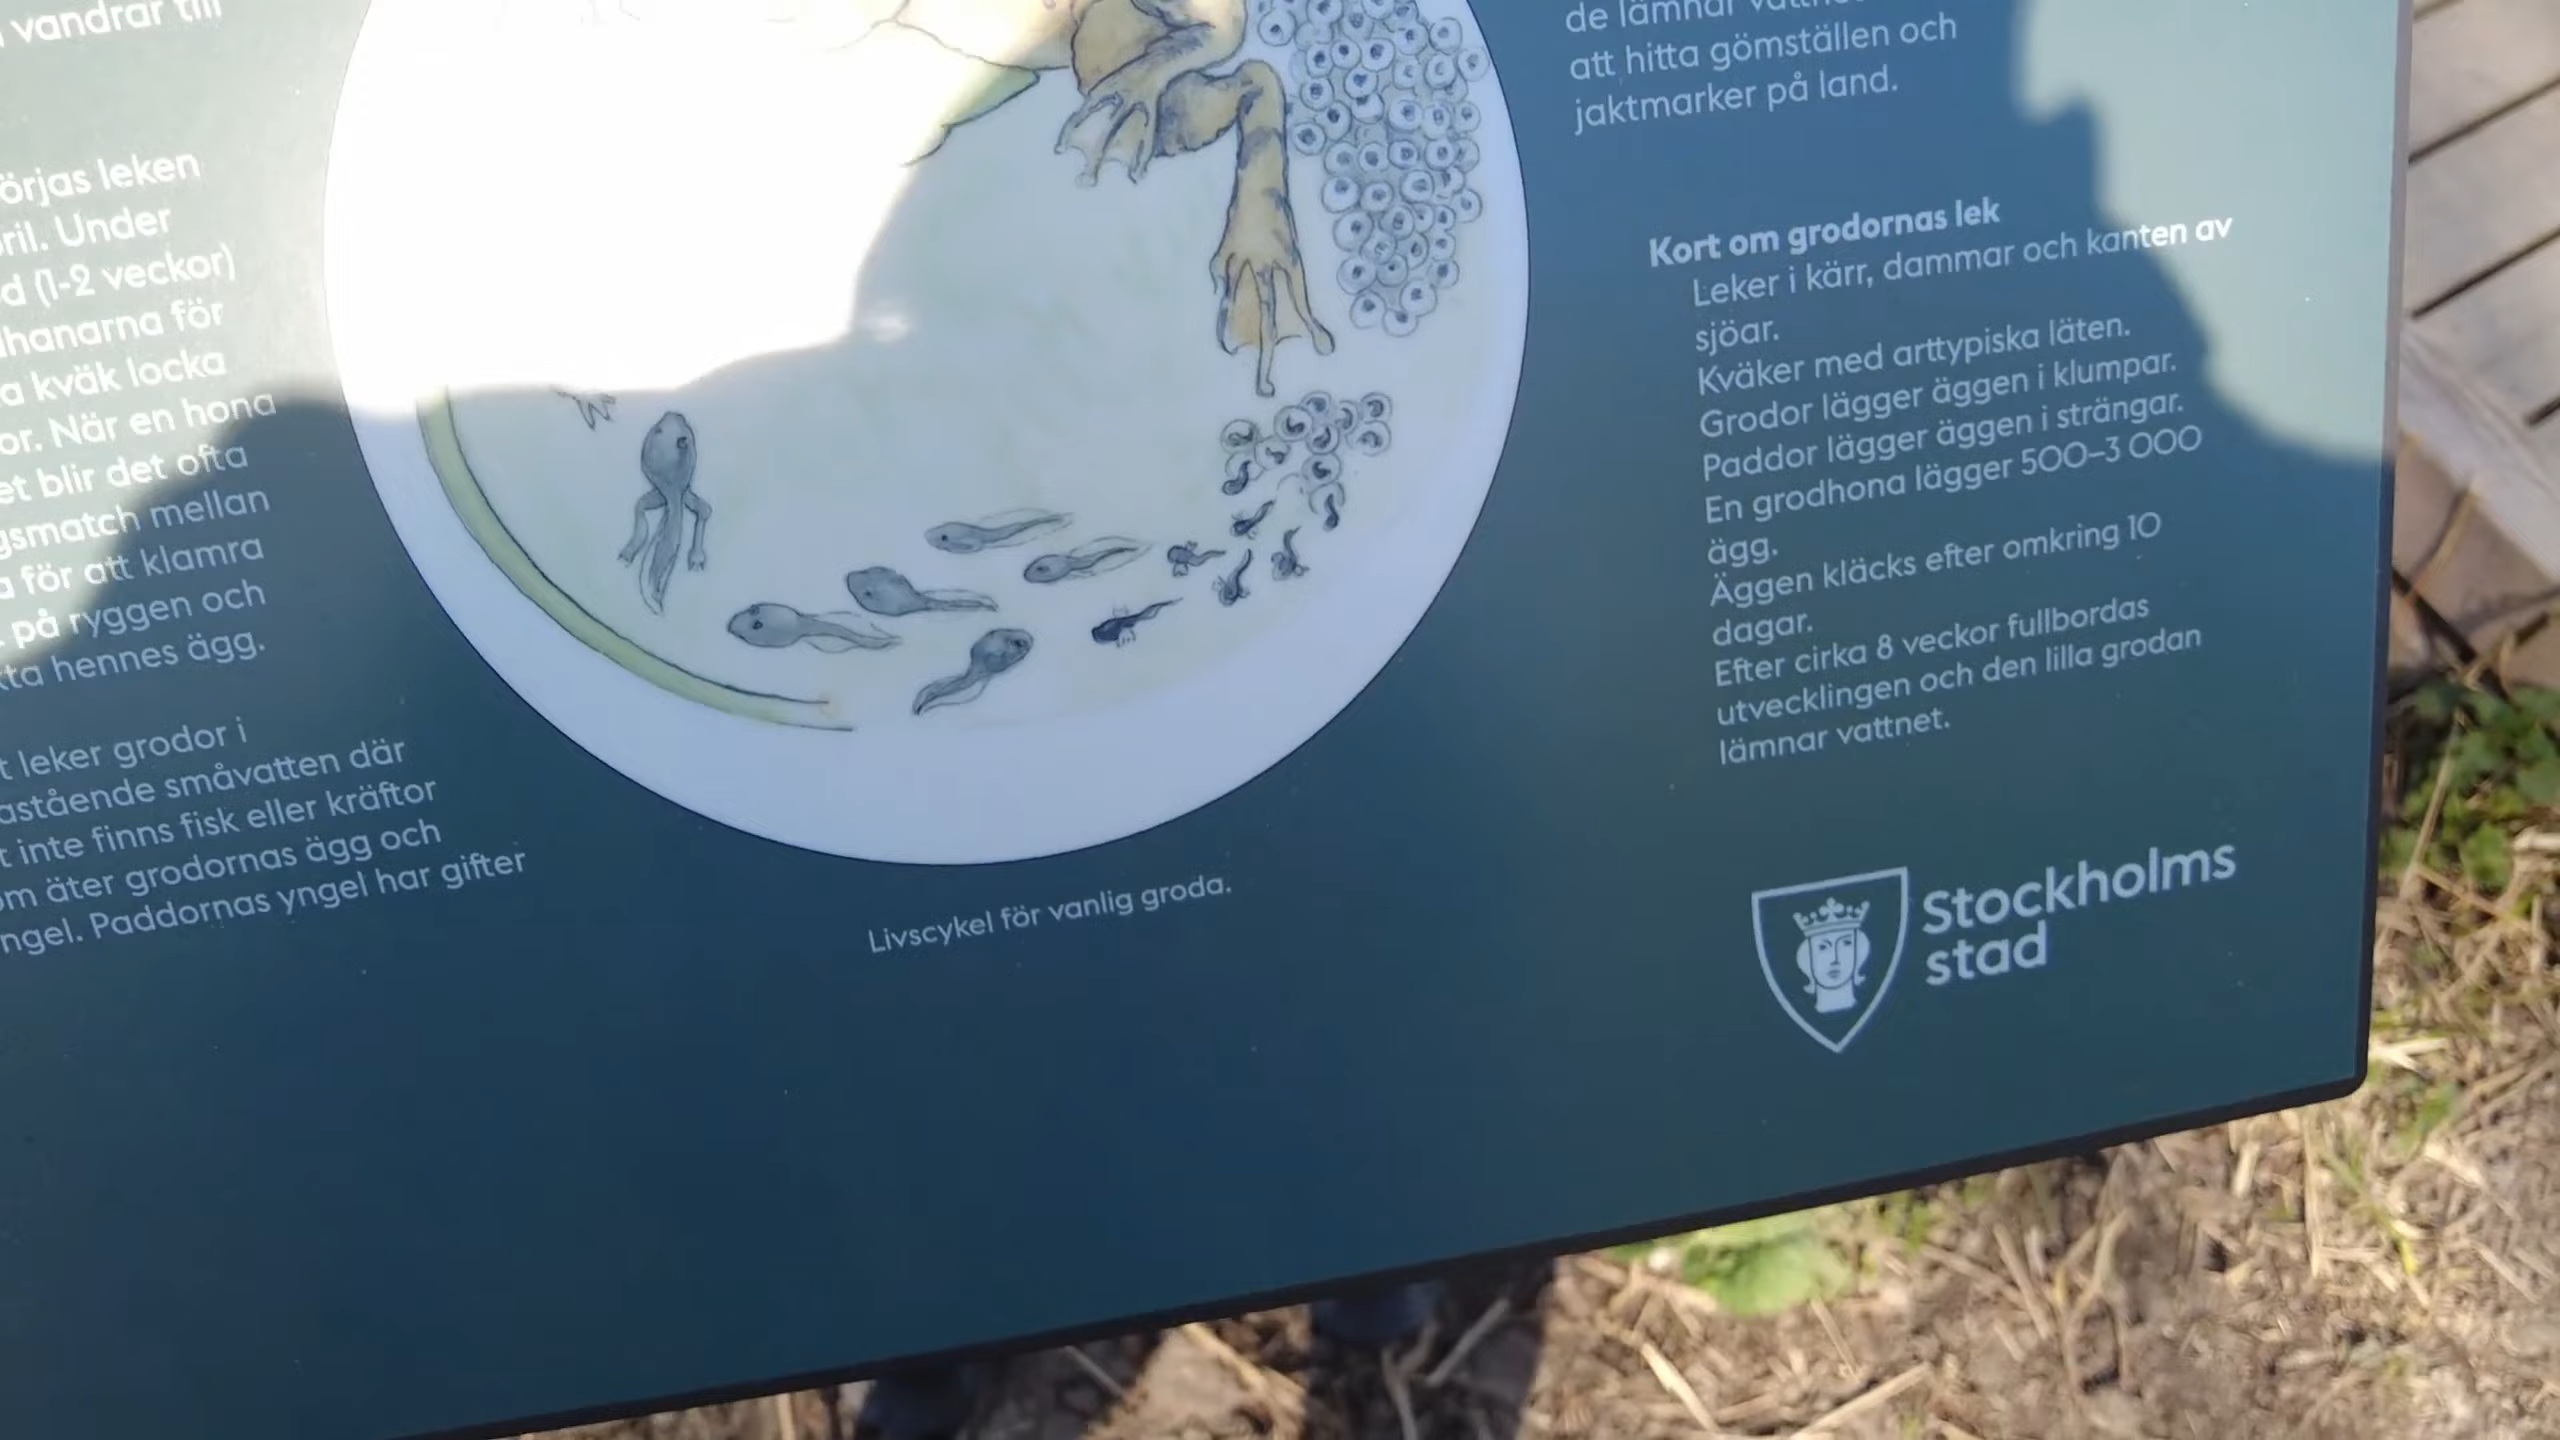 vandrar till
örjas leken
ril. Under
d (1-2 veckor)
hanarna för
a kväk locka
or. När en hona
et blir det ofta
gsmatch mellan
a för att klamra
på ryggen och
kta hennes ägg.
t leker grodor i
astående småvatten där
t inte finns fisk eller kräftor
om äter grodornas ägg och
ngel. Paddornas yngel har gifter
Livscykel för vanlig groda.
de lämnar
att hitta gömställen och
jaktmarker på land.
Kort om grodornas lek
Leker i kärr, dammar och kanten av
sjöar.
Kväker med arttypiska läten.
Grodor lägger äggen i klumpar.
Paddor lägger äggen i strängar.
En grodhona lägger 500–3 000
ägg.
Äggen kläcks efter omkring 10
dagar.
Efter cirka 8 veckor fullbordas
utvecklingen och den lilla grodan
lämnar vattnet.
Stockholms
stad